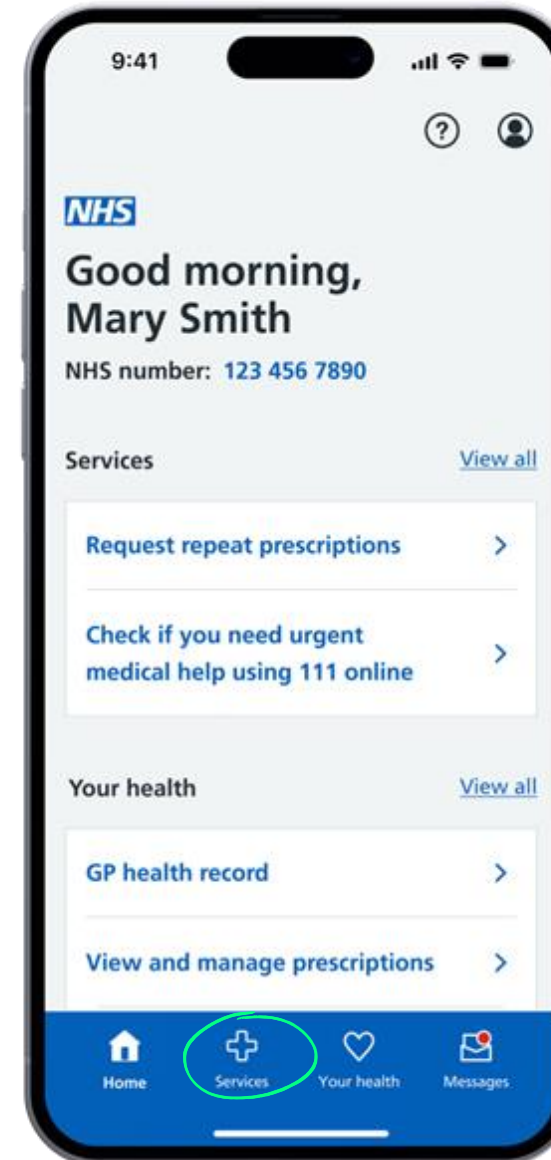 9:41
NHS
Good morning,
Mary Smith
NHS number: 123 456 7890
Services View all
Request repeat prescriptions
Check if you need urgent
medical help using 111 online
Your health View all
GP health record
View and manage prescriptions
Home Services Your health Messages